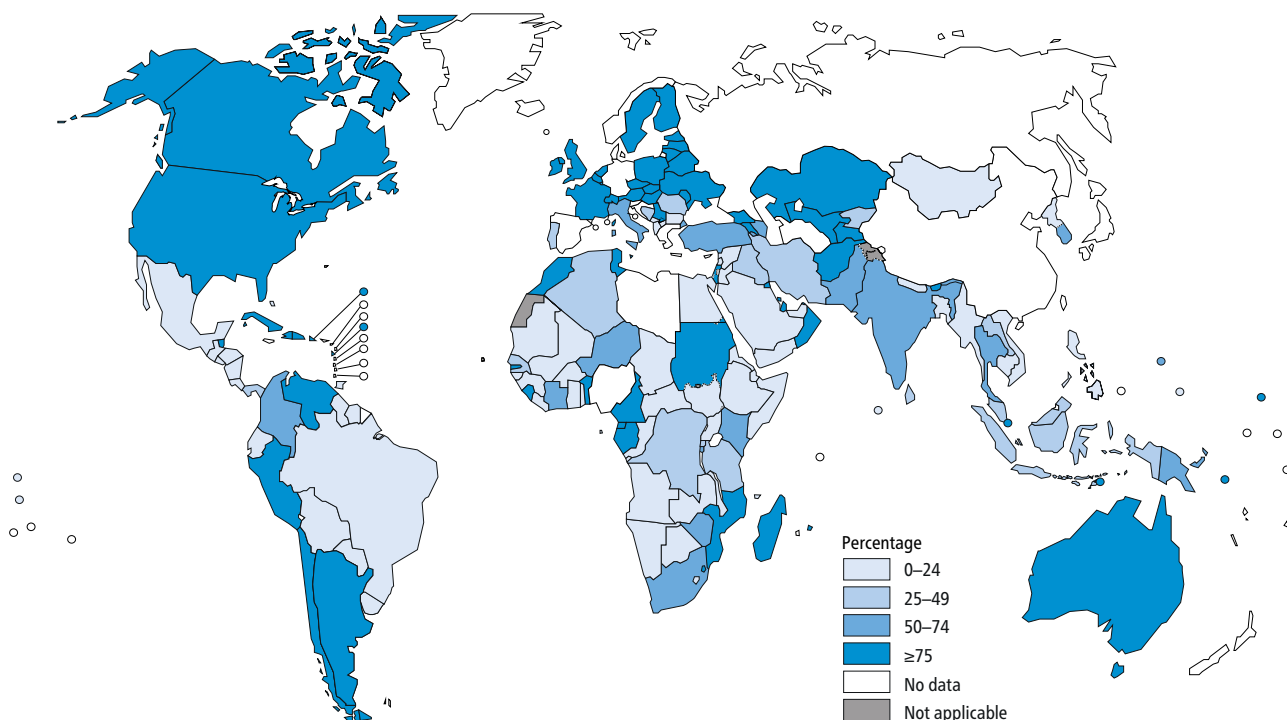 Percentage
0–24
25–49
50–74
≥75
No data
Not applicable